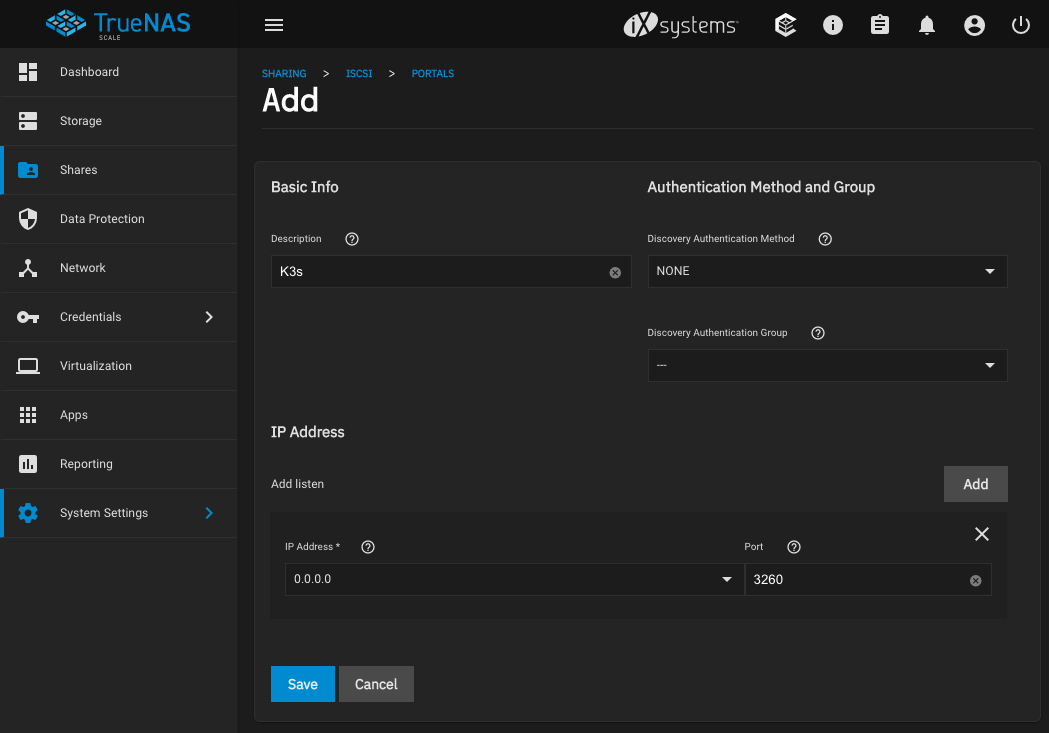 TrueNAS
SCALE
iXsystems
Dashboard
Storage
Shares
Data Protection
Network
Credentials
Virtualization
Apps
Reporting
System Settings
SHARING > ISCSI > PORTALS
Add
Basic Info
Description
K3s
Authentication Method and Group
Discovery Authentication Method
NONE
Discovery Authentication Group
---
IP Address
Add listen
Add
IP Address *
0.0.0.0
Port
3260
Save
Cancel